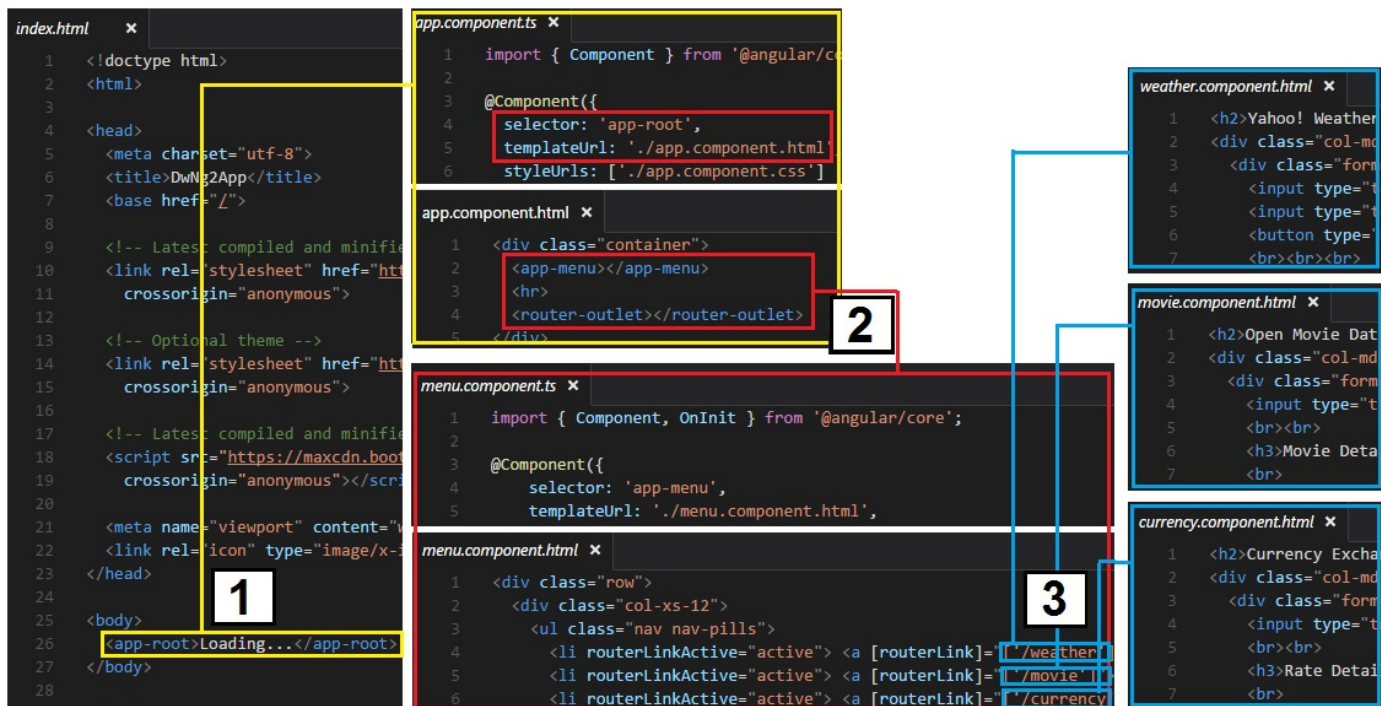 index.html ×
1 <!doctype html>
2 <html>
3
4 <head>
5 <meta charset="utf-8">
6 <title>DwNg2App</title>
7 <base href="/">
8
9 <!-- Latest compiled and minifie
10 <link rel="stylesheet" href="htt
11 crossorigin="anonymous">
12
13 <!-- Optional theme -->
14 <link rel="stylesheet" href="htt
15 crossorigin="anonymous">
16
17 <!-- Latest compiled and minifie
18 <script src="https://maxcdn.boot
19 crossorigin="anonymous"></scri
20
21 <meta name="viewport" content="w
22 <link rel="icon" type="image/x-i
23 </head>
24
25 <body>
26 <app-root>Loading...</app-root>
27 </body>
28
1
app.component.ts ×
1 import { Component } from '@angular/co
2
3 @Component({
4 selector: 'app-root',
5 templateUrl: './app.component.html'
6 styleUrls: ['./app.component.css']
app.component.html ×
1 <div class="container">
2 <app-menu></app-menu>
3 <hr>
4 <router-outlet></router-outlet>
5 </div>
2
menu.component.ts ×
1 import { Component, OnInit } from '@angular/core';
2
3 @Component({
4 selector: 'app-menu',
5 templateUrl: './menu.component.html',
menu.component.html ×
1 <div class="row">
2 <div class="col-xs-12">
3 <ul class="nav nav-pills">
4 <li routerLinkActive="active"> <a [routerLink]="['/weather'
5 <li routerLinkActive="active"> <a [routerLink]="['/movie']"
6 <li routerLinkActive="active"> <a [routerLink]="['/currency
3
weather.component.html ×
1 <h2>Yahoo! Weather
2 <div class="col-md
3 <div class="form
4 <input type="t
5 <input type="t
6 <button type="
7 <br><br><br>
movie.component.html ×
1 <h2>Open Movie Dat
2 <div class="col-md
3 <div class="form
4 <input type="t
5 <br><br>
6 <h3>Movie Deta
7 <br>
currency.component.html ×
1 <h2>Currency Excha
2 <div class="col-md
3 <div class="form
4 <input type="t
5 <br><br>
6 <h3>Rate Detai
7 <br>